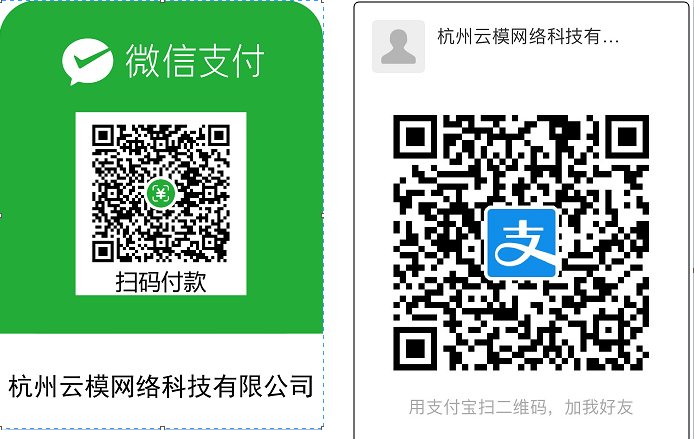 微信支付
扫码付款
杭州云模网络科技有限公司
杭州云模网络科技有...
支
用支付宝扫二维码，加我好友